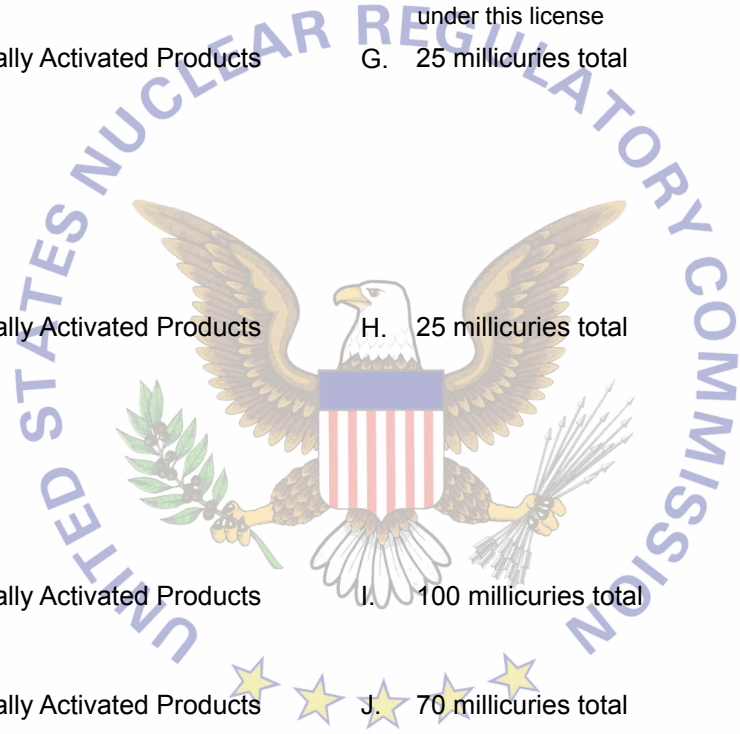 under this license
ally Activated Products G. 25 millicuries total
ally Activated Products H. 25 millicuries total
ally Activated Products I. 100 millicuries total
ally Activated Products J. 70 millicuries total
UNITED STATES NUCLEAR REGULATORY COMMISSION